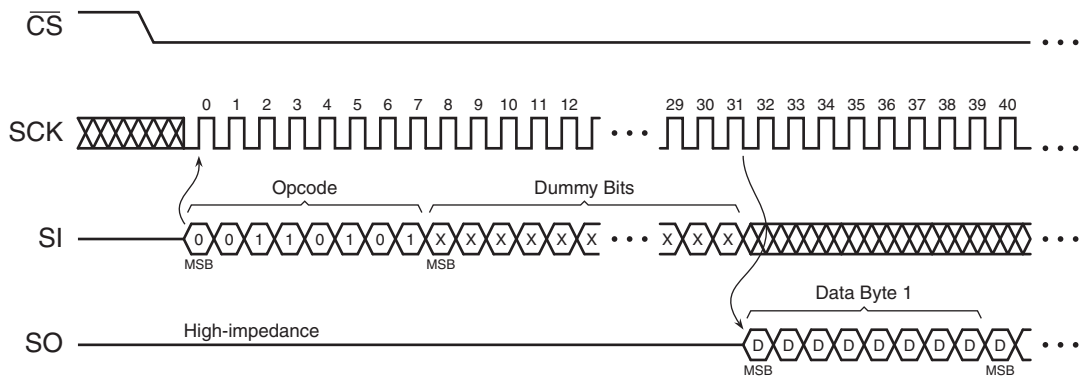 CS
0 1 2 3 4 5 6 7 8 9 10 11 12 29 30 31 32 33 34 35 36 37 38 39 40
SCK
Opcode Dummy Bits
SI 0 0 1 1 0 1 0 1 X X X X X X X X X
MSB MSB
Data Byte 1
High-impedance
SO D D D D D D D D D
MSB MSB